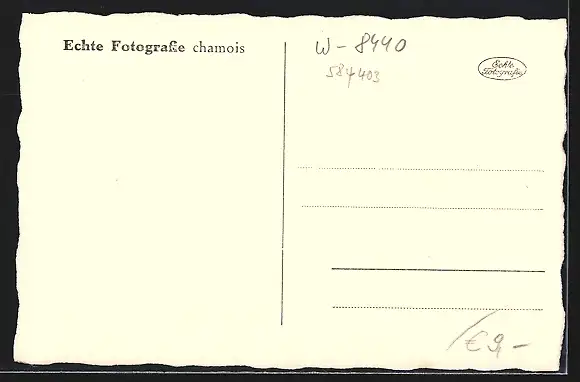 Echte Fotografie chamois
W - 8440
584403
Echte
Fotografie
€ 9,-